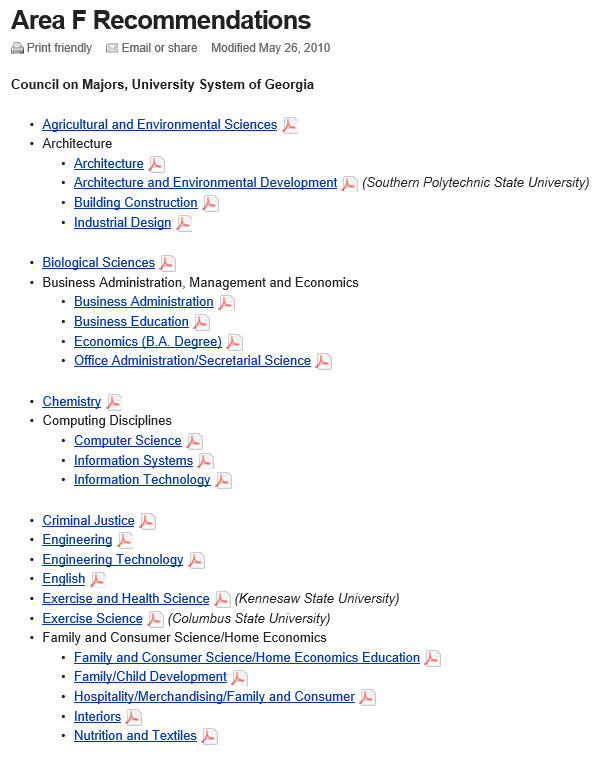 Area F Recommendations
Print friendly Email or share Modified May 26, 2010
Council on Majors, University System of Georgia
• Agricultural and Environmental Sciences
• Architecture
• Architecture
• Architecture and Environmental Development (Southern Polytechnic State University)
• Building Construction
• Industrial Design
• Biological Sciences
• Business Administration, Management and Economics
• Business Administration
• Business Education
• Economics (B.A. Degree)
• Office Administration/Secretarial Science
• Chemistry
• Computing Disciplines
• Computer Science
• Information Systems
• Information Technology
• Criminal Justice
• Engineering
• Engineering Technology
• English
• Exercise and Health Science (Kennesaw State University)
• Exercise Science (Columbus State University)
• Family and Consumer Science/Home Economics
• Family and Consumer Science/Home Economics Education
• Family/Child Development
• Hospitality/Merchandising/Family and Consumer
• Interiors
• Nutrition and Textiles